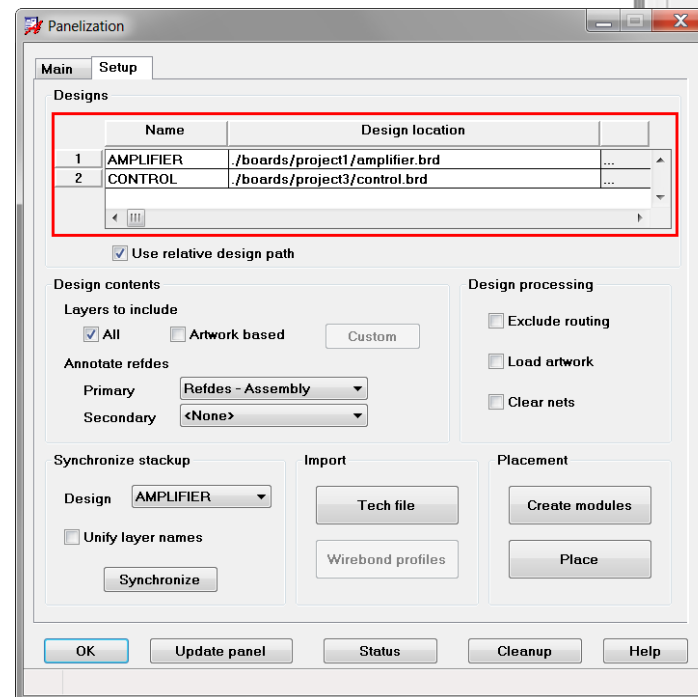 Panelization
Main Setup
Designs
Name Design location
1 AMPLIFIER ./boards/project1/amplifier.brd ...
2 CONTROL ./boards/project3/control.brd ...
Use relative design path
Design contents
Layers to include
All Artwork based Custom
Annotate refdes
Primary Refdes - Assembly
Secondary <None>
Design processing
Exclude routing
Load artwork
Clear nets
Synchronize stackup
Design AMPLIFIER
Unify layer names
Synchronize
Import
Tech file
Wirebond profiles
Placement
Create modules
Place
OK Update panel Status Cleanup Help